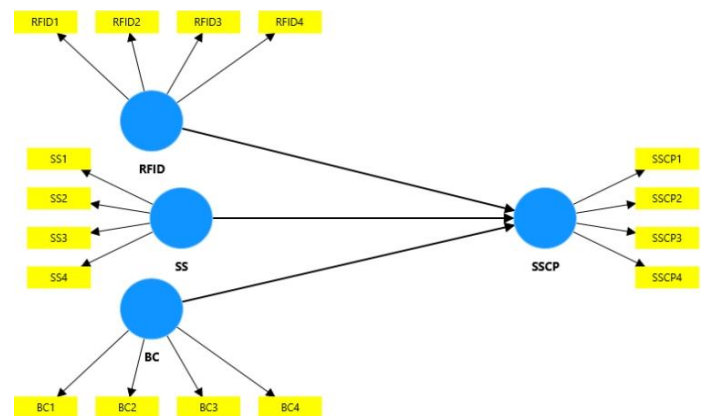 RFID1 RFID2 RFID3 RFID4
RFID
SS1
SS2
SS3
SS4
SS
SSCP1
SSCP2
SSCP3
SSCP4
SSCP
BC
BC1 BC2 BC3 BC4